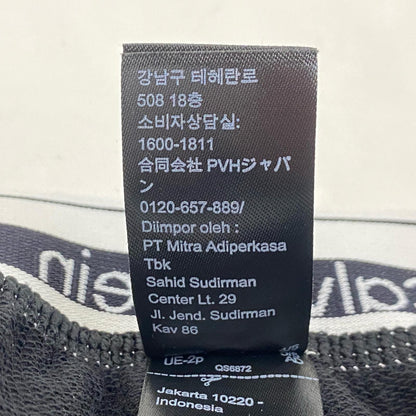 강남구 테헤란로
508 18층
소비자상담실:
1600-1811
合同会社 PVHジャパ
ン
0120-657-889/
Diimpor oleh :
PT Mitra Adiperkasa
Tbk
Sahid Sudirman
Center Lt. 29
Jl. Jend. Sudirman
Kav 86
UE-2P QS6872
Jakarta 10220 -
Indonesia